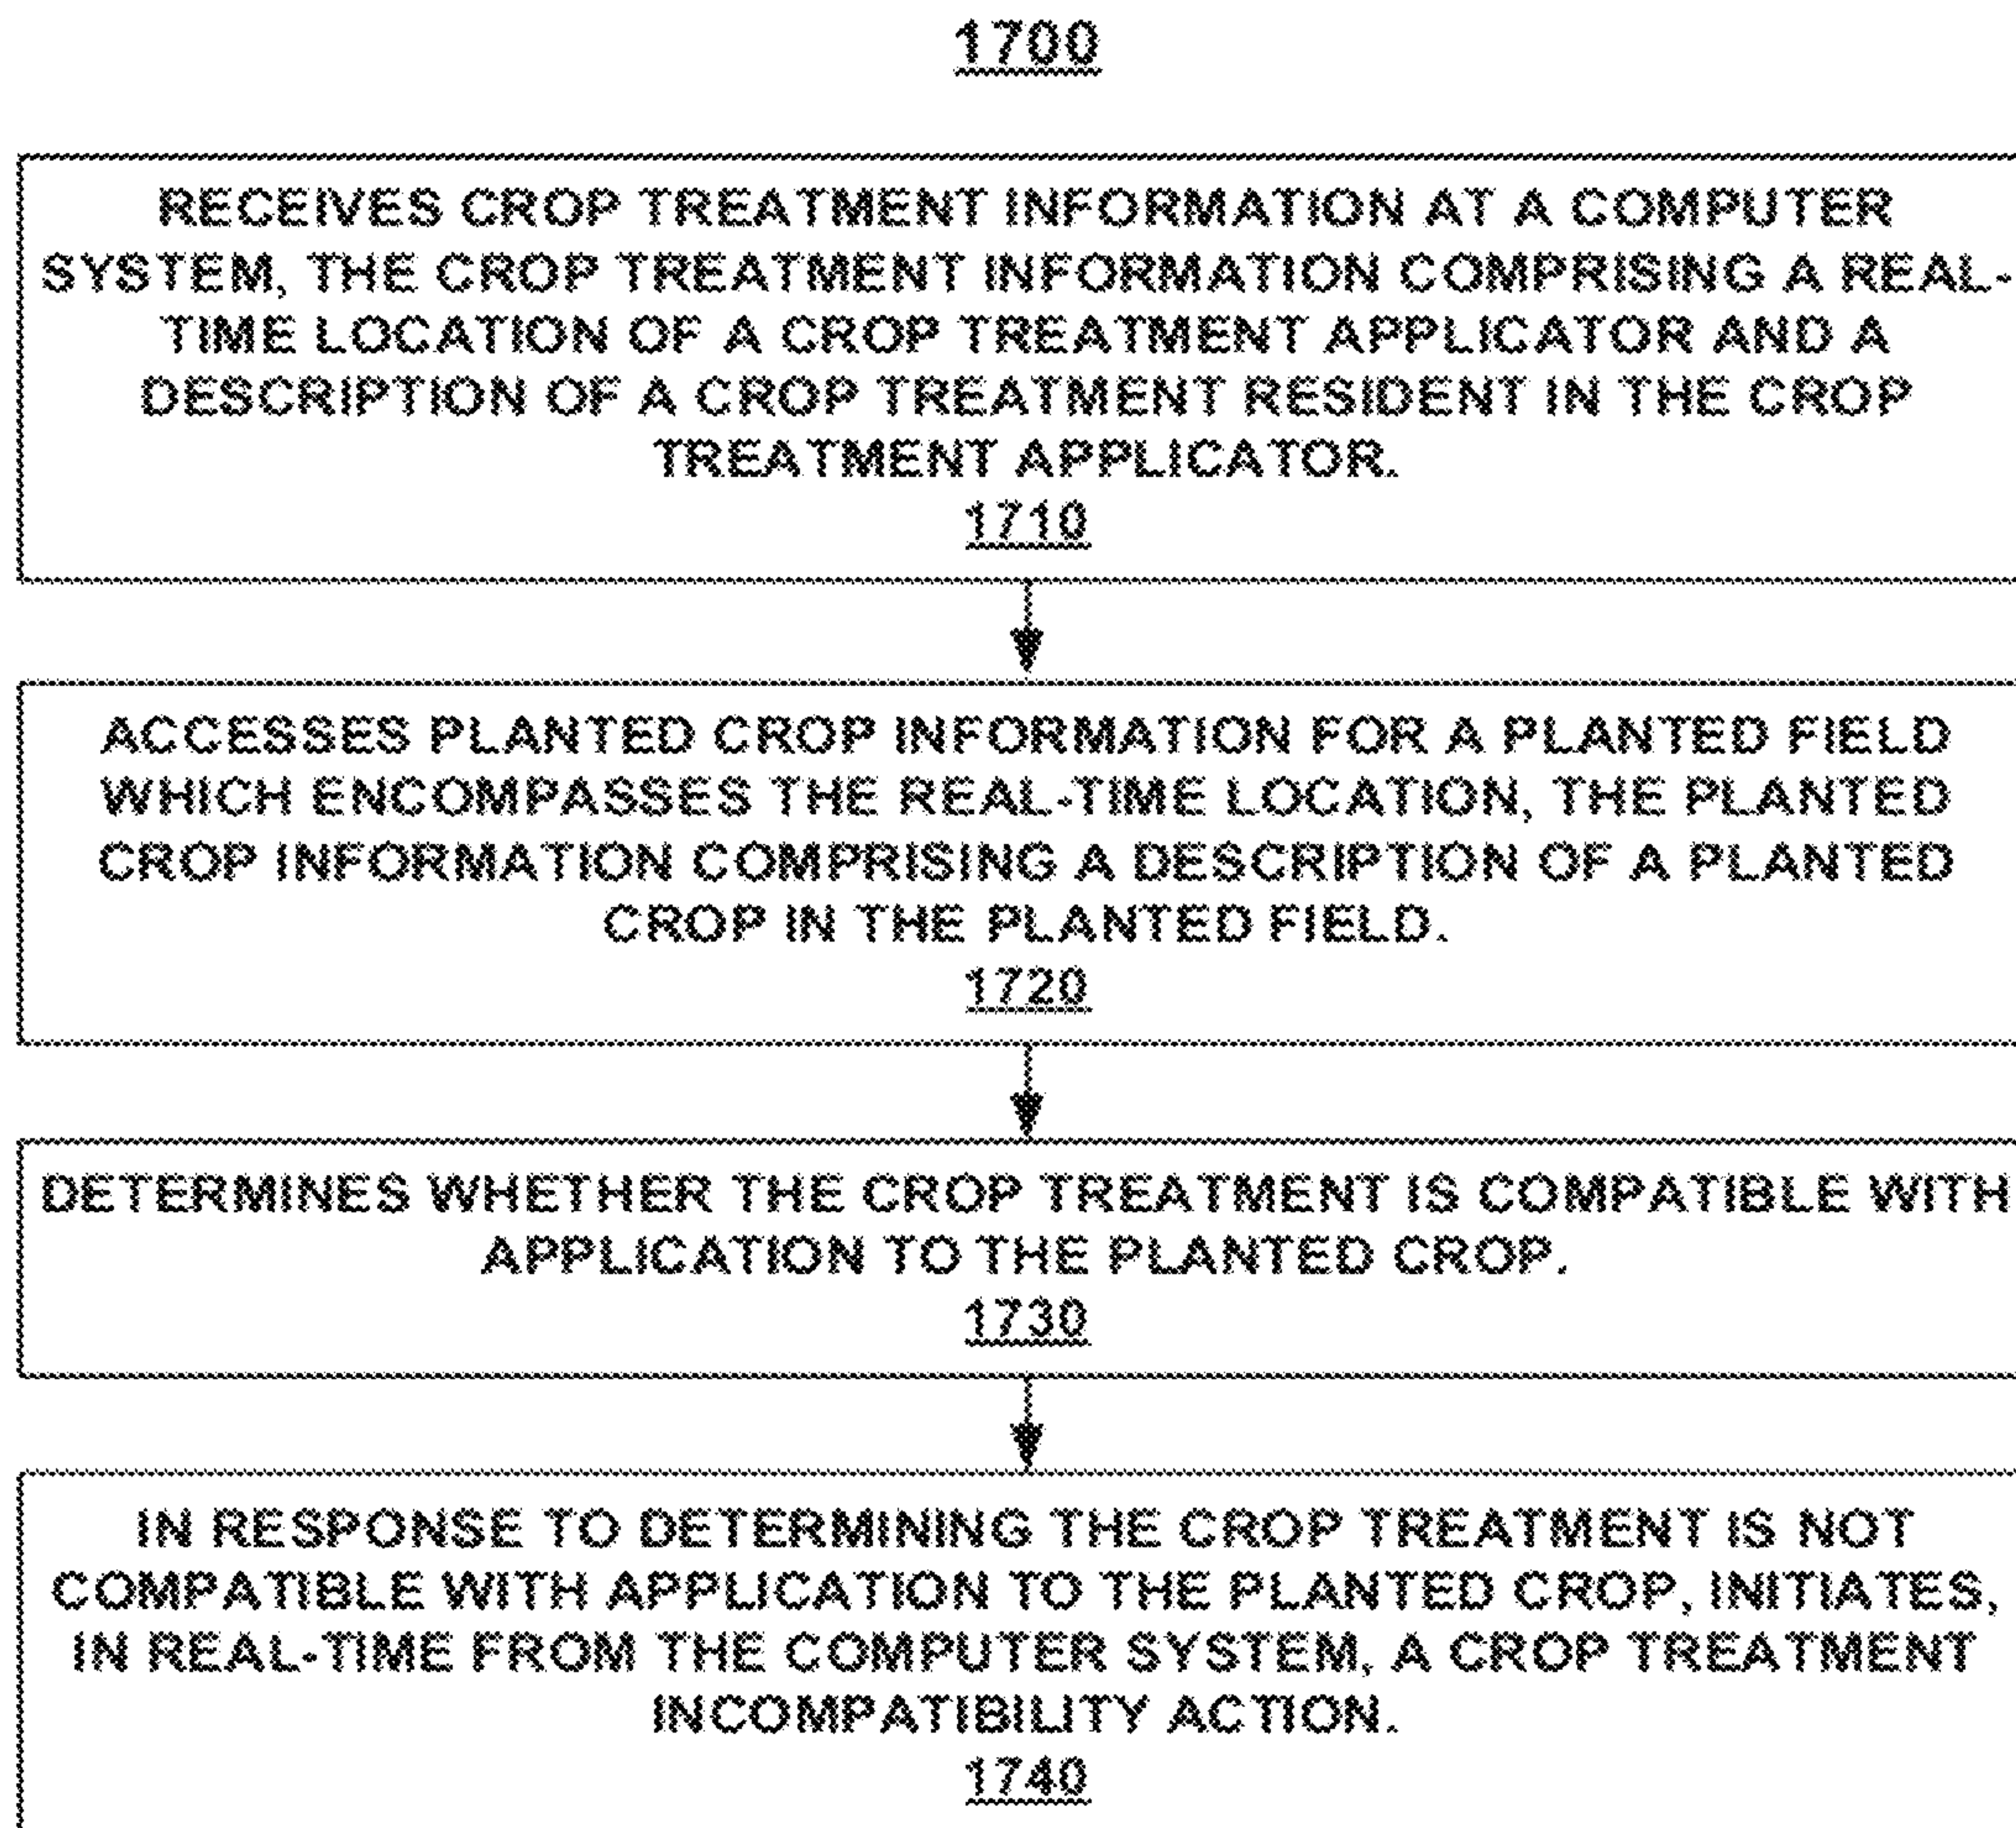 1700
RECEIVES CROP TREATMENT INFORMATION AT A COMPUTER
SYSTEM, THE CROP TREATMENT INFORMATION COMPRISING A REAL-
TIME LOCATION OF A CROP TREATMENT APPLICATOR AND A
DESCRIPTION OF A CROP TREATMENT RESIDENT IN THE CROP
TREATMENT APPLICATOR.
1710
ACCESSES PLANTED CROP INFORMATION FOR A PLANTED FIELD
WHICH ENCOMPASSES THE REAL-TIME LOCATION, THE PLANTED
CROP INFORMATION COMPRISING A DESCRIPTION OF A PLANTED
CROP IN THE PLANTED FIELD.
1720
DETERMINES WHETHER THE CROP TREATMENT IS COMPATIBLE WITH
APPLICATION TO THE PLANTED CROP.
1730
IN RESPONSE TO DETERMINING THE CROP TREATMENT IS NOT
COMPATIBLE WITH APPLICATION TO THE PLANTED CROP, INITIATES,
IN REAL-TIME FROM THE COMPUTER SYSTEM, A CROP TREATMENT
INCOMPATIBILITY ACTION.
1740